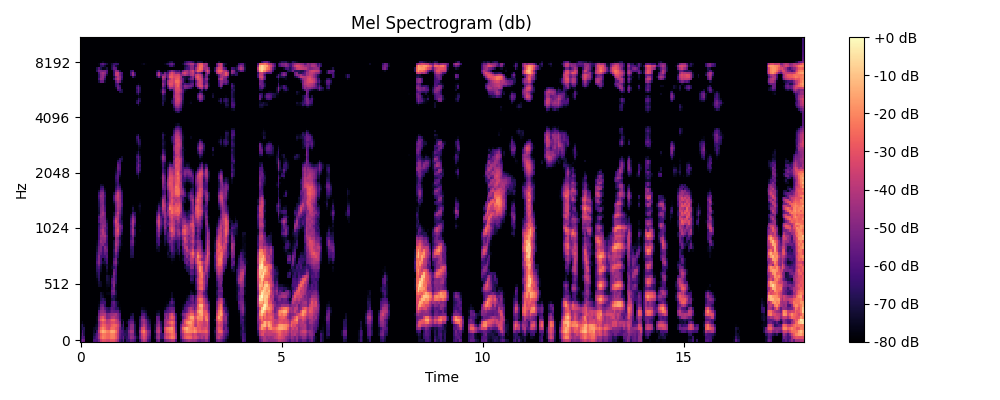 Mel Spectrogram (db)
8192
4096
2048
1024
512
0
Hz
0 5 10 15
Time
+0 dB
-10 dB
-20 dB
-30 dB
-40 dB
-50 dB
-60 dB
-70 dB
-80 dB